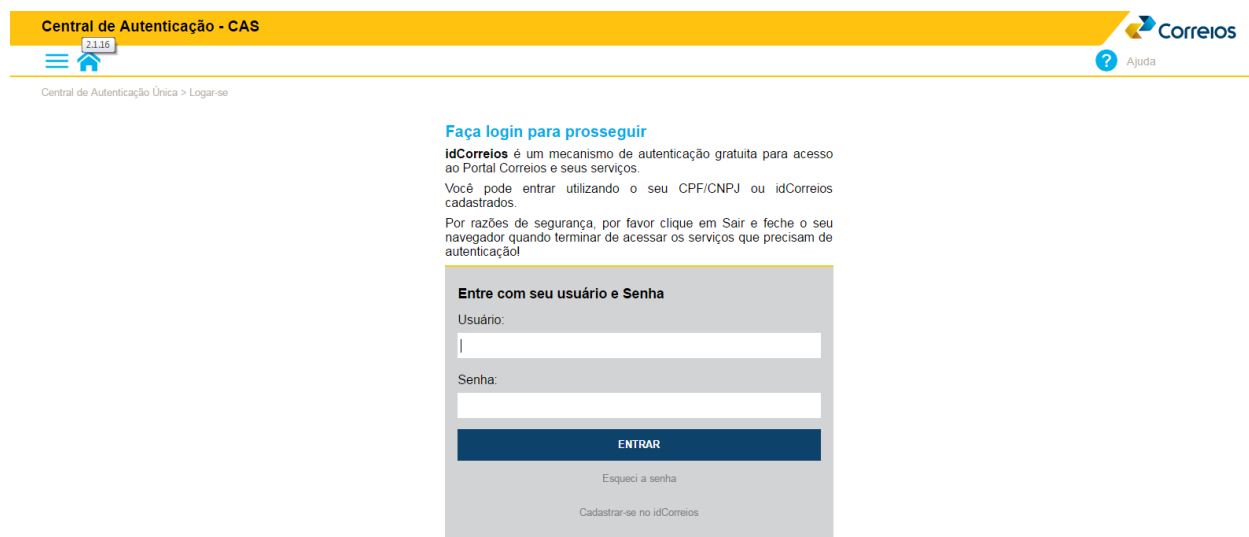 Central de Autenticação - CAS
Correios
2.1.16
? Ajuda
Central de Autenticação Única > Logar-se
Faça login para prosseguir
idCorreios é um mecanismo de autenticação gratuita para acesso
ao Portal Correios e seus serviços.
Você pode entrar utilizando o seu CPF/CNPJ ou idCorreios
cadastrados.
Por razões de segurança, por favor clique em Sair e feche o seu
navegador quando terminar de acessar os serviços que precisam de
autenticação!
Entre com seu usuário e Senha
Usuário:
Senha:
ENTRAR
Esqueci a senha
Cadastrar-se no idCorreios